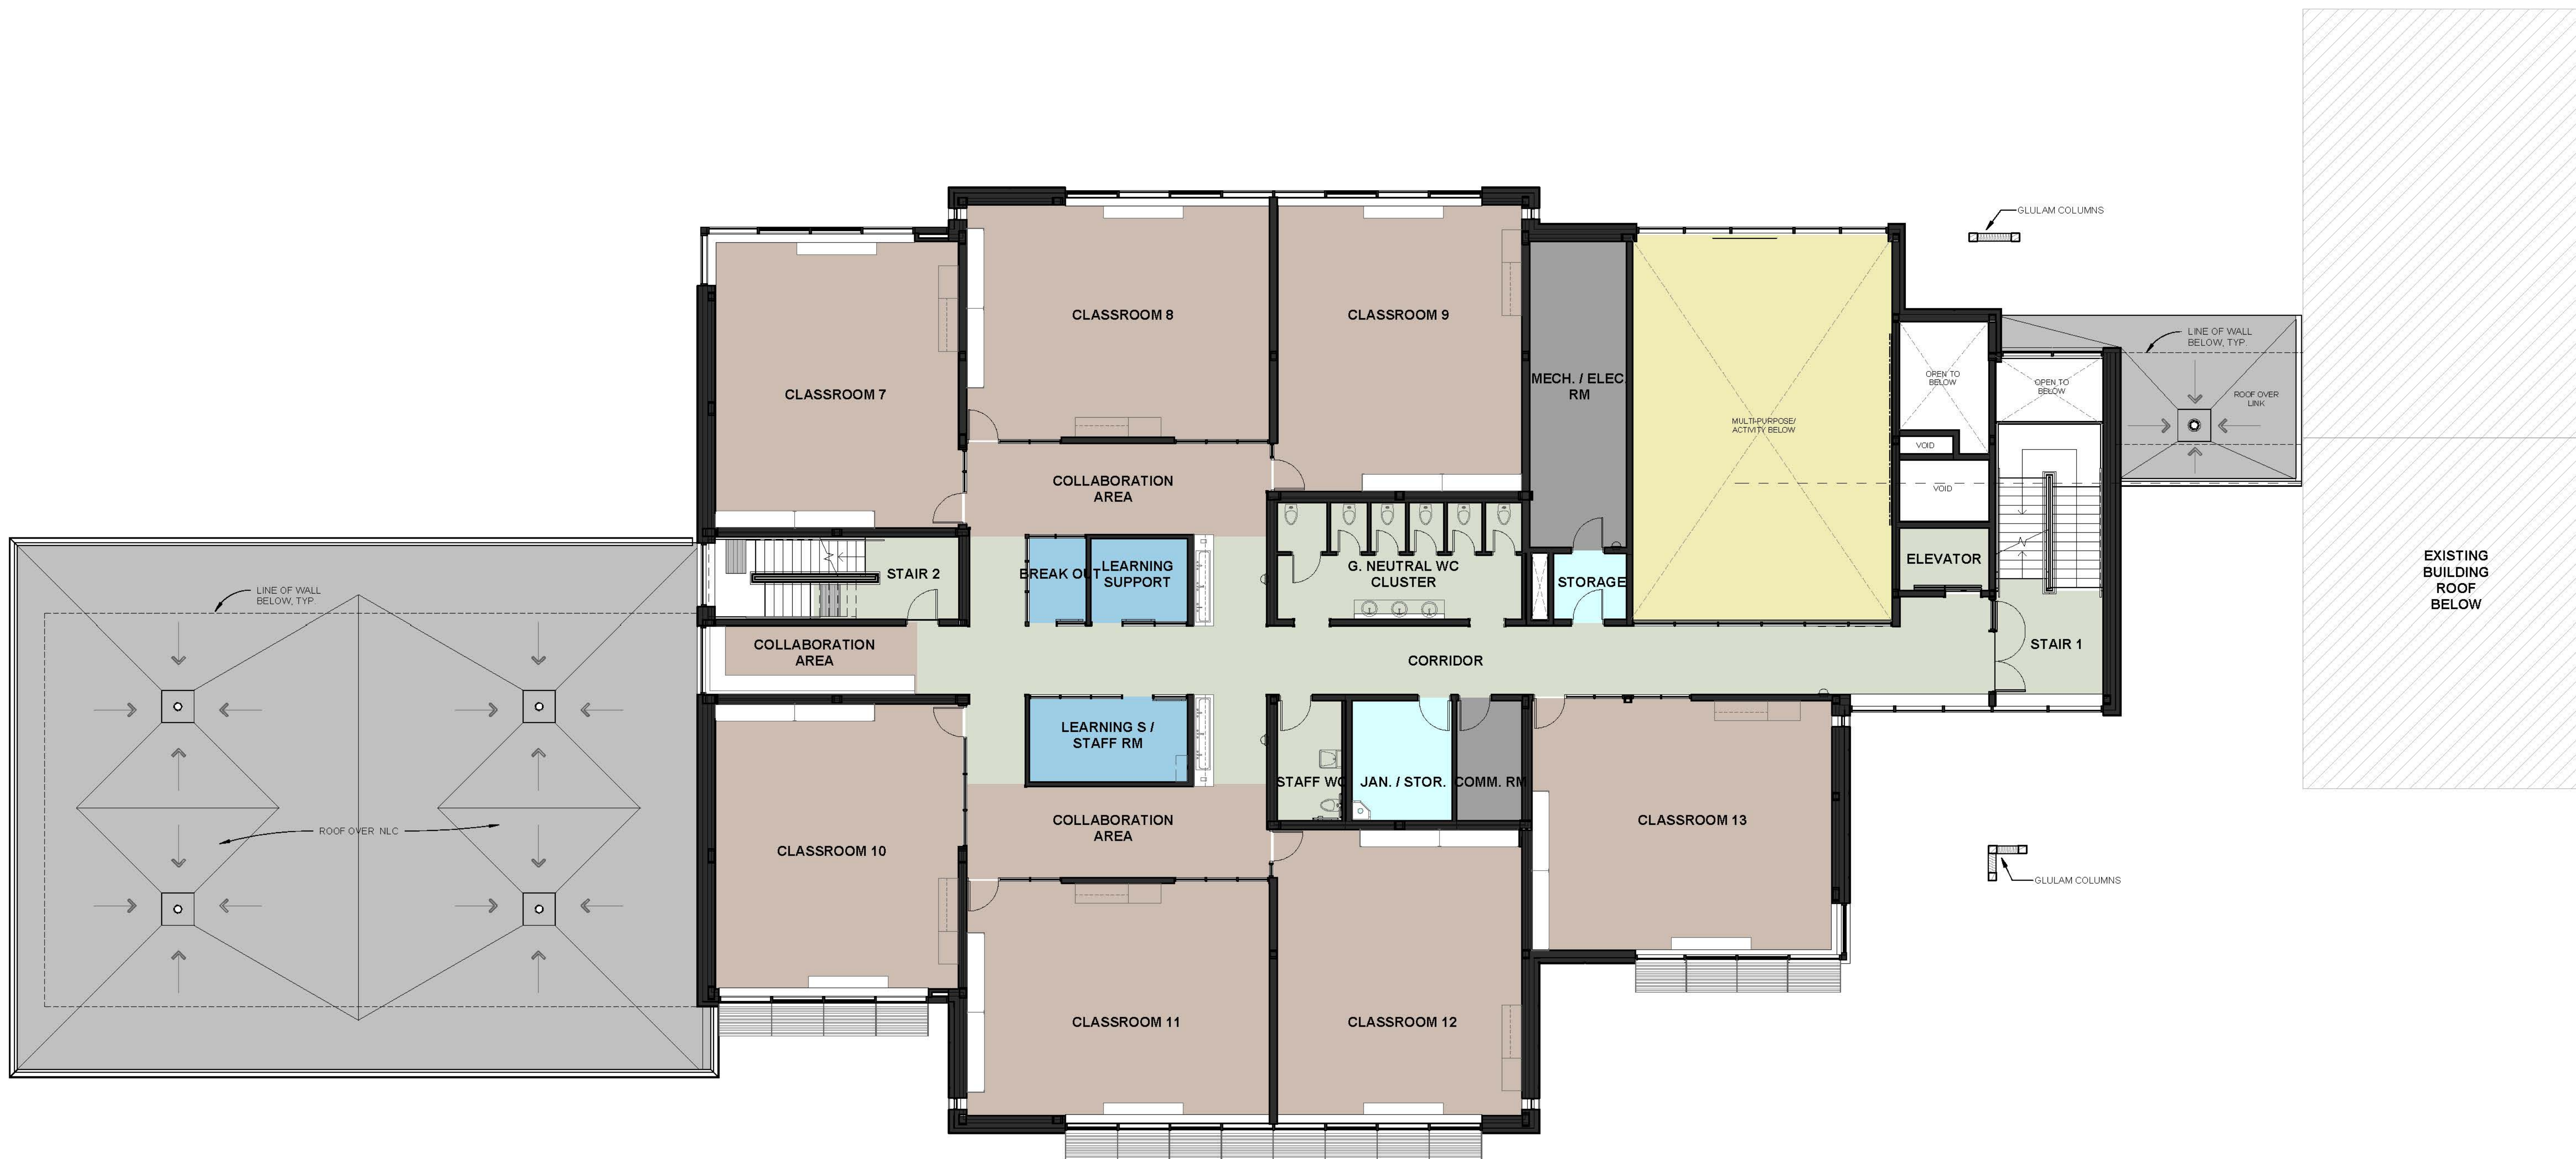 GLULAM COLUMNS
CLASSROOM 8
CLASSROOM 9
LINE OF WALL
BELOW, TYP.
MECH. / ELEC.
RM
OPEN TO
BELOW
OPEN TO
BELOW
ROOF OVER
LINK
CLASSROOM 7
MULTI-PURPOSE/
ACTIVITY BELOW
VOID
COLLABORATION
AREA
VOID
STAIR 2
BREAK OUT
LEARNING
SUPPORT
G. NEUTRAL WC
CLUSTER
STORAGE
ELEVATOR
EXISTING
BUILDING
ROOF
BELOW
LINE OF WALL
BELOW, TYP.
COLLABORATION
AREA
CORRIDOR
STAIR 1
LEARNING S /
STAFF RM
STAFF WC
JAN. / STOR.
COMM. RM
ROOF OVER NLC
COLLABORATION
AREA
CLASSROOM 13
CLASSROOM 10
GLULAM COLUMNS
CLASSROOM 11
CLASSROOM 12